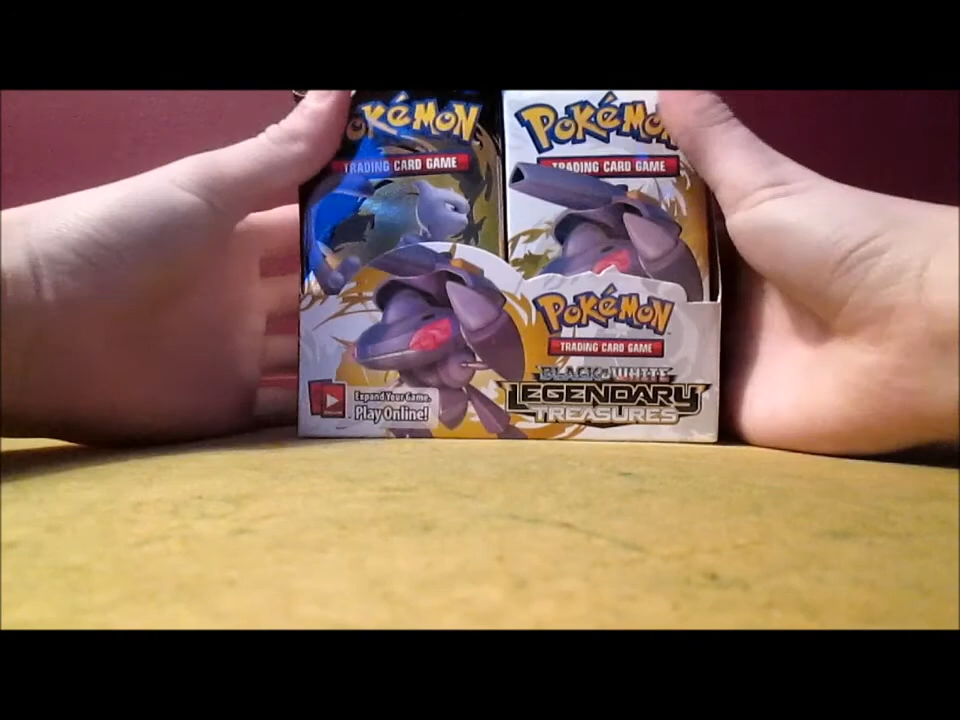 POKéMON
TRADING CARD GAME
POKéMON
TRADING CARD GAME
POKéMON
TRADING CARD GAME
BLACK & WHITE
LEGENDARY
TREASURES
Expand Your Game.
Play Online!